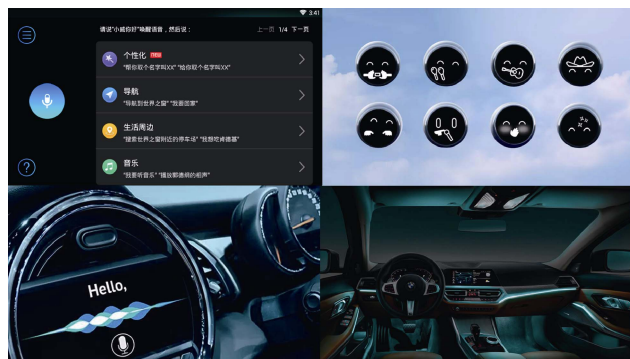 3:41
请说"小威你好"唤醒语音,然后说:
上一页 1/4 下一页
个性化 new
"帮你取个名字叫XX" "给你取个名字叫XX"
导航
"导航到世界之窗" "我要回家"
生活周边
"搜索世界之窗附近的停车场" "我想吃肯德基"
音乐
"我要听音乐" "播放郭德纲的相声"
?
Hello,